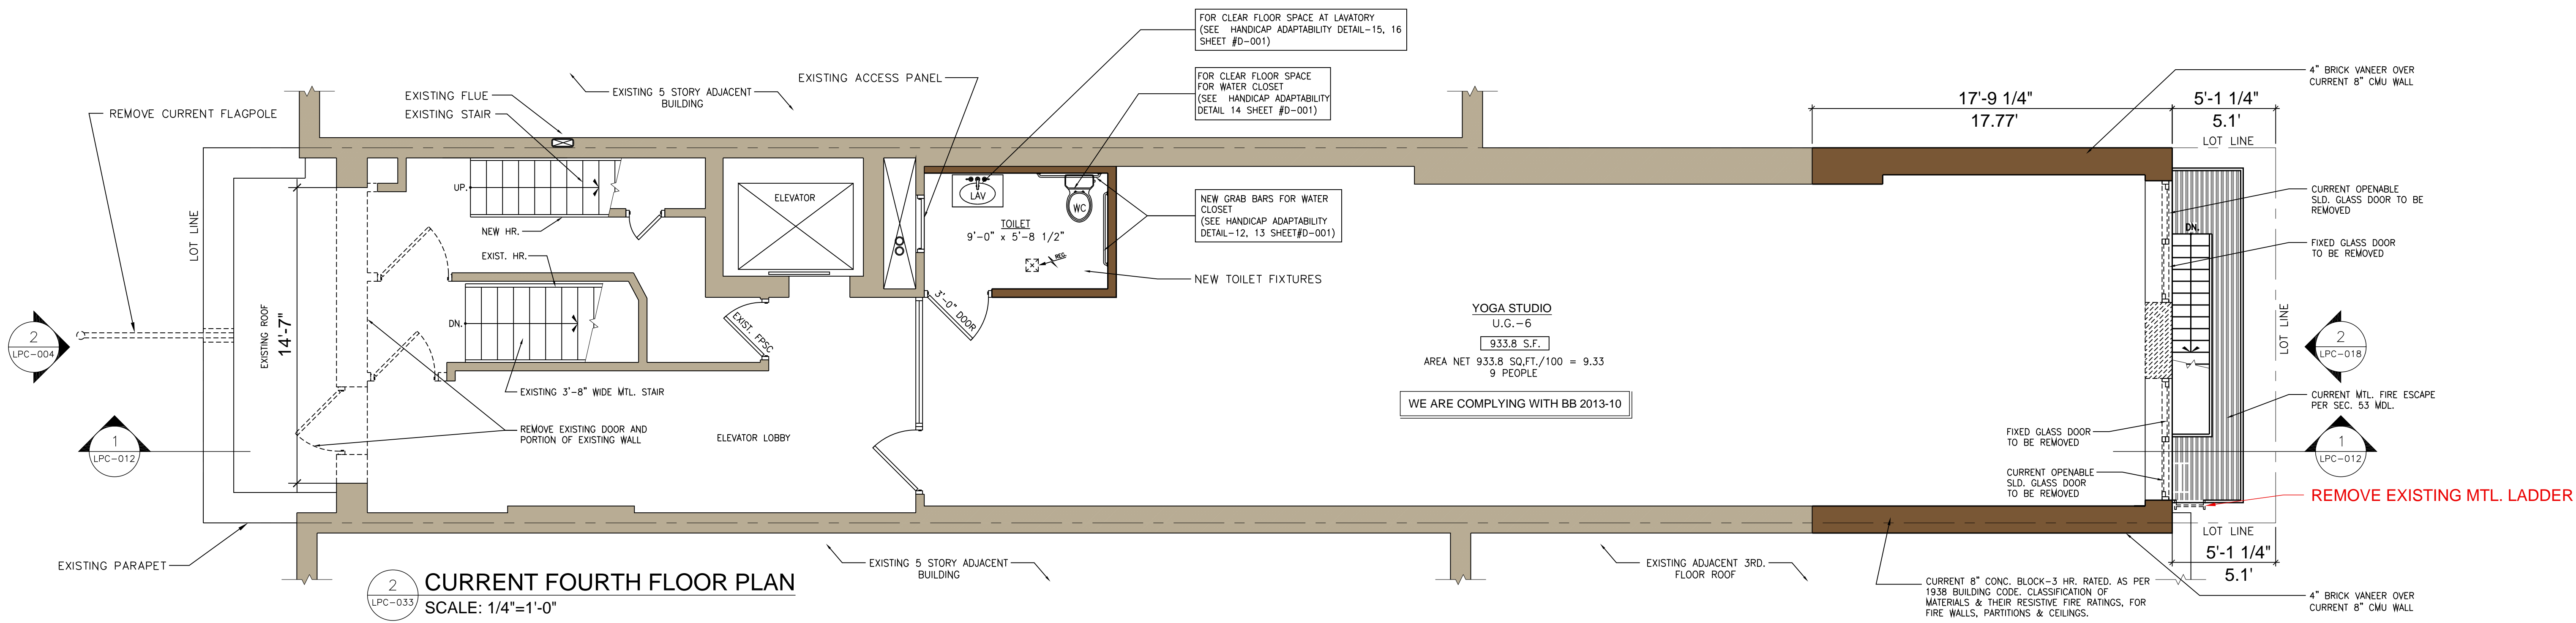 FOR CLEAR FLOOR SPACE AT LAVATORY
(SEE HANDICAP ADAPTABILITY DETAIL-15, 16
SHEET #D-001)
FOR CLEAR FLOOR SPACE
FOR WATER CLOSET
(SEE HANDICAP ADAPTABILITY
DETAIL 14 SHEET #D-001)
EXISTING ACCESS PANEL
EXISTING 5 STORY ADJACENT
BUILDING
EXISTING FLUE
EXISTING STAIR
REMOVE CURRENT FLAGPOLE
4" BRICK VANEER OVER
CURRENT 8" CMU WALL
17'-9 1/4"
17.77'
5'-1 1/4"
5.1'
LOT LINE
LOT LINE
UP.
ELEVATOR
LAV
WC
NEW GRAB BARS FOR WATER
CLOSET
(SEE HANDICAP ADAPTABILITY
DETAIL-12, 13 SHEET#D-001)
CURRENT OPENABLE
SLD. GLASS DOOR TO BE
REMOVED
NEW HR.
TOILET
9'-0" x 5'-8 1/2"
DN.
FIXED GLASS DOOR
TO BE REMOVED
EXIST. HR.
REG.
NEW TOILET FIXTURES
3'-0" DOOR
EXISTING ROOF
14'-7"
DN.
EXIST. FPSC
YOGA STUDIO
U.G.-6
933.8 S.F.
AREA NET 933.8 SQ,FT./100 = 9.33
9 PEOPLE
WE ARE COMPLYING WITH BB 2013-10
LOT LINE
2
LPC-004
2
LPC-018
EXISTING 3'-8" WIDE MTL. STAIR
CURRENT MTL. FIRE ESCAPE
PER SEC. 53 MDL.
REMOVE EXISTING DOOR AND
PORTION OF EXISTING WALL
ELEVATOR LOBBY
FIXED GLASS DOOR
TO BE REMOVED
1
LPC-012
1
LPC-012
CURRENT OPENABLE
SLD. GLASS DOOR
TO BE REMOVED
REMOVE EXISTING MTL. LADDER
LOT LINE
5'-1 1/4"
5.1'
EXISTING PARAPET
EXISTING 5 STORY ADJACENT
BUILDING
EXISTING ADJACENT 3RD.
FLOOR ROOF
CURRENT 8" CONC. BLOCK-3 HR. RATED. AS PER
1938 BUILDING CODE. CLASSIFICATION OF
MATERIALS & THEIR RESISTIVE FIRE RATINGS, FOR
FIRE WALLS, PARTITIONS & CEILINGS.
4" BRICK VANEER OVER
CURRENT 8" CMU WALL
2
LPC-033
CURRENT FOURTH FLOOR PLAN
SCALE: 1/4"=1'-0"